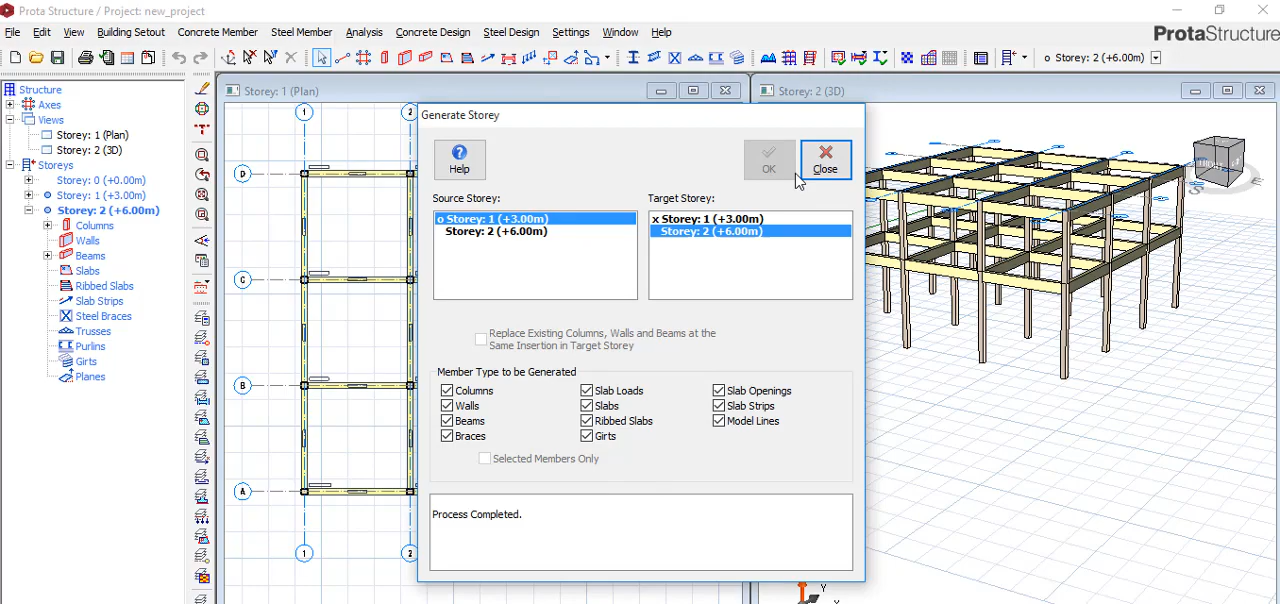 Prota Structure / Project: new_project
File Edit View Building Setout Concrete Member Steel Member Analysis Concrete Design Steel Design Settings Window Help
ProtaStructure
o Storey: 2 (+6.00m)
Structure
Axes
Views
Storey: 1 (Plan)
Storey: 2 (3D)
Storeys
Storey: 0 (+0.00m)
Storey: 1 (+3.00m)
Storey: 2 (+6.00m)
Columns
Walls
Beams
Slabs
Ribbed Slabs
Slab Strips
Steel Braces
Trusses
Purlins
Girts
Planes
Storey: 1 (Plan)
1 2
D
C
B
A
1 2
Generate Storey
Help
OK
Close
Source Storey:
o Storey: 1 (+3.00m)
Storey: 2 (+6.00m)
Target Storey:
x Storey: 1 (+3.00m)
Storey: 2 (+6.00m)
Replace Existing Columns, Walls and Beams at the
Same Insertion in Target Storey
Member Type to be Generated
Columns Slab Loads Slab Openings
Walls Slabs Slab Strips
Beams Ribbed Slabs Model Lines
Braces Girts
Selected Members Only
Process Completed.
Storey: 2 (3D)
E
S
Y